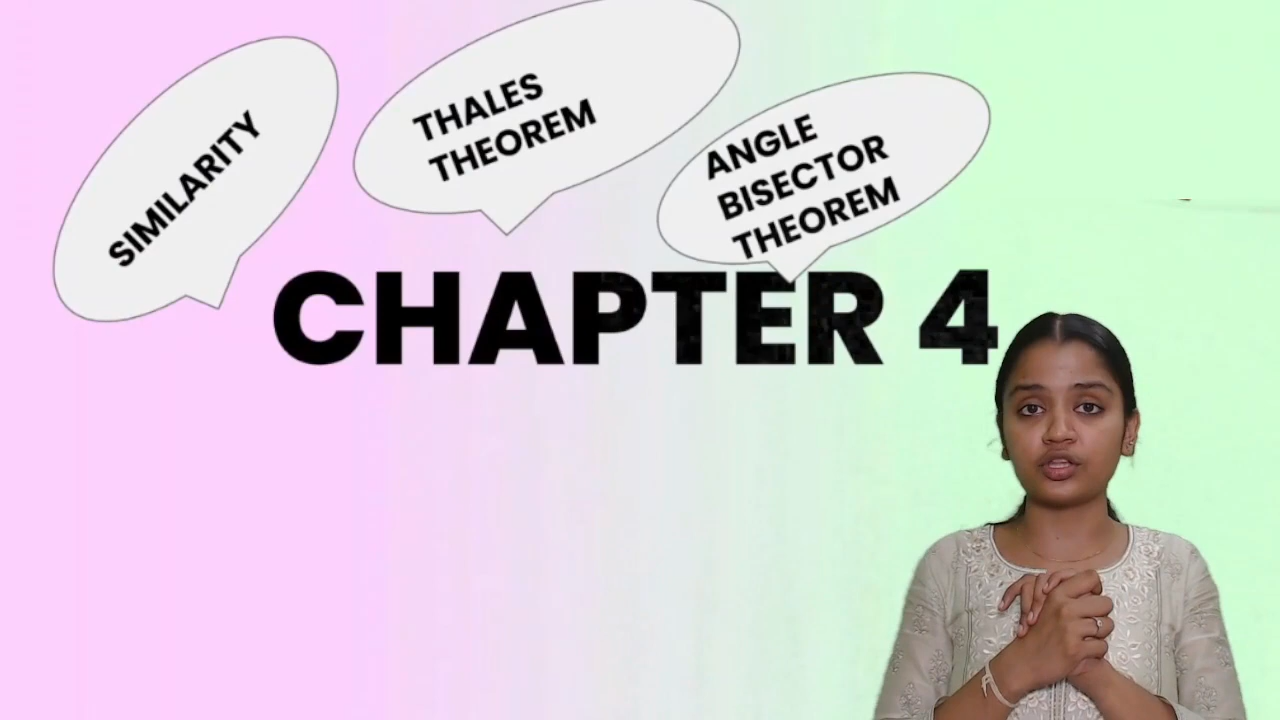 SIMILARITY
THALES
THEOREM
ANGLE
BISECTOR
THEOREM
CHAPTER 4